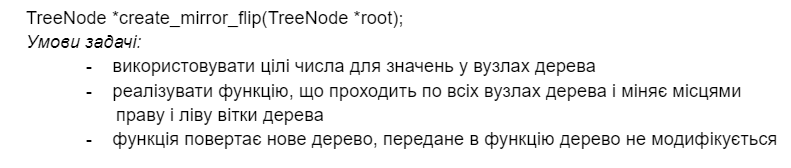 TreeNode *create_mirror_flip(TreeNode *root);
Умови задачі:
- використовувати цілі числа для значень у вузлах дерева
- реалізувати функцію, що проходить по всіх вузлах дерева і міняє місцями
праву і ліву вітки дерева
- функція повертає нове дерево, передане в функцію дерево не модифікується